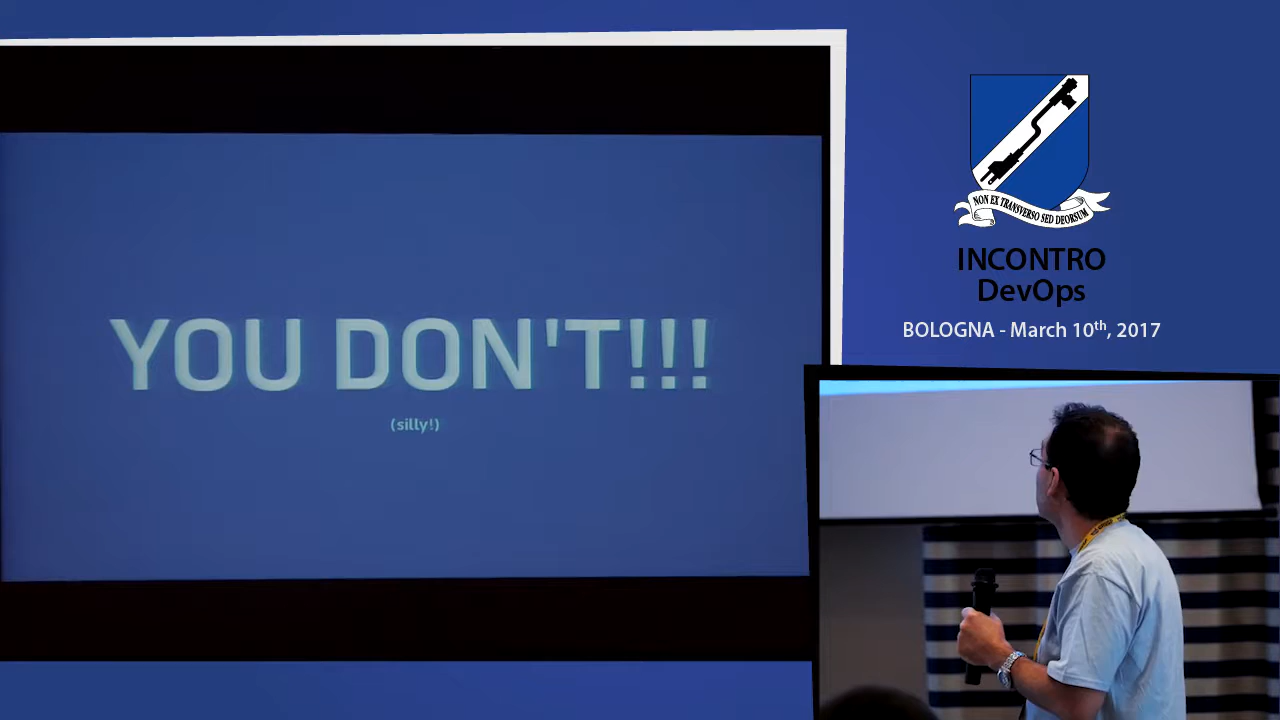 YOU DON'T!!!
(silly!)
NON EX TRANSVERSO SED DEORSUM
INCONTRO
DevOps
BOLOGNA - March 10th, 2017